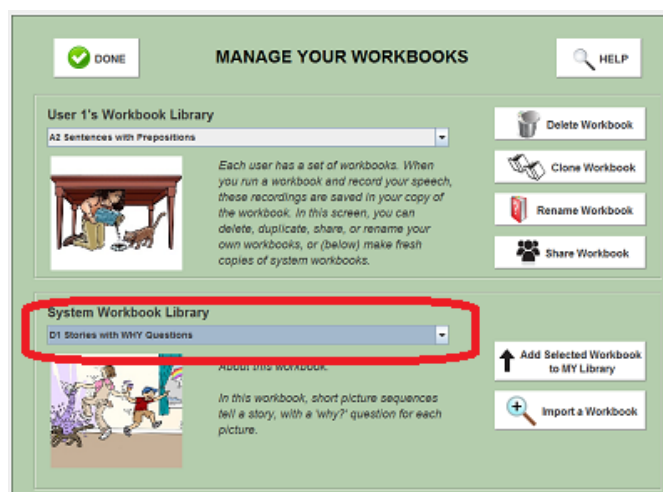 DONE
MANAGE YOUR WORKBOOKS
HELP
User 1's Workbook Library
A2 Sentences with Prepositions
Each user has a set of workbooks. When
you run a workbook and record your speech,
these recordings are saved in your copy of
the workbook. In this screen, you can
delete, duplicate, share, or rename your
own workbooks, or (below) make fresh
copies of system workbooks.
Delete Workbook
Clone Workbook
Rename Workbook
Share Workbook
System Workbook Library
D1 Stories with WHY Questions
About this workbook:
In this workbook, short picture sequences
tell a story, with a 'why?' question for each
picture.
Add Selected Workbook
to MY Library
Import a Workbook